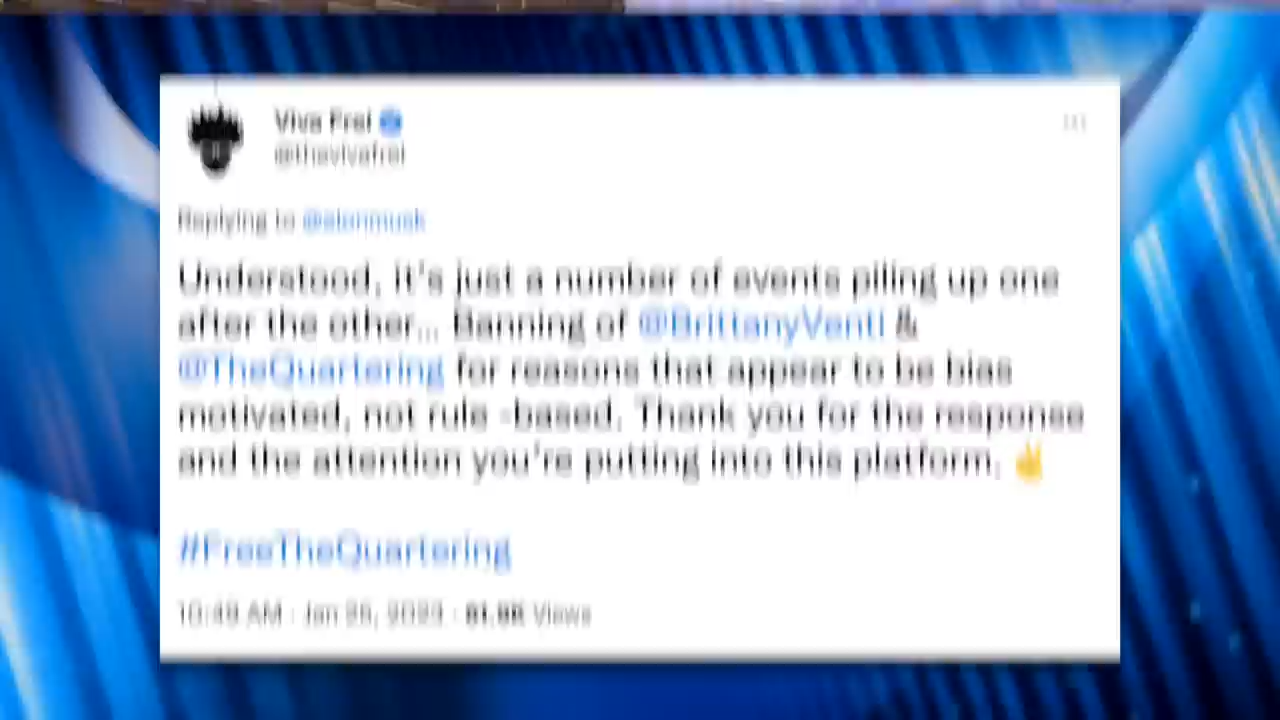 Viva Frei
@thevivafrei
Replying to @elonmusk
Understood, it's just a number of events piling up one
after the other... Banning of @BrittanyVenti &
@TheQuartering for reasons that appear to be bias
motivated, not rule -based. Thank you for the response
and the attention you're putting into this platform. ✌
#FreeTheQuartering
10:49 AM · Jan 2023 · Views